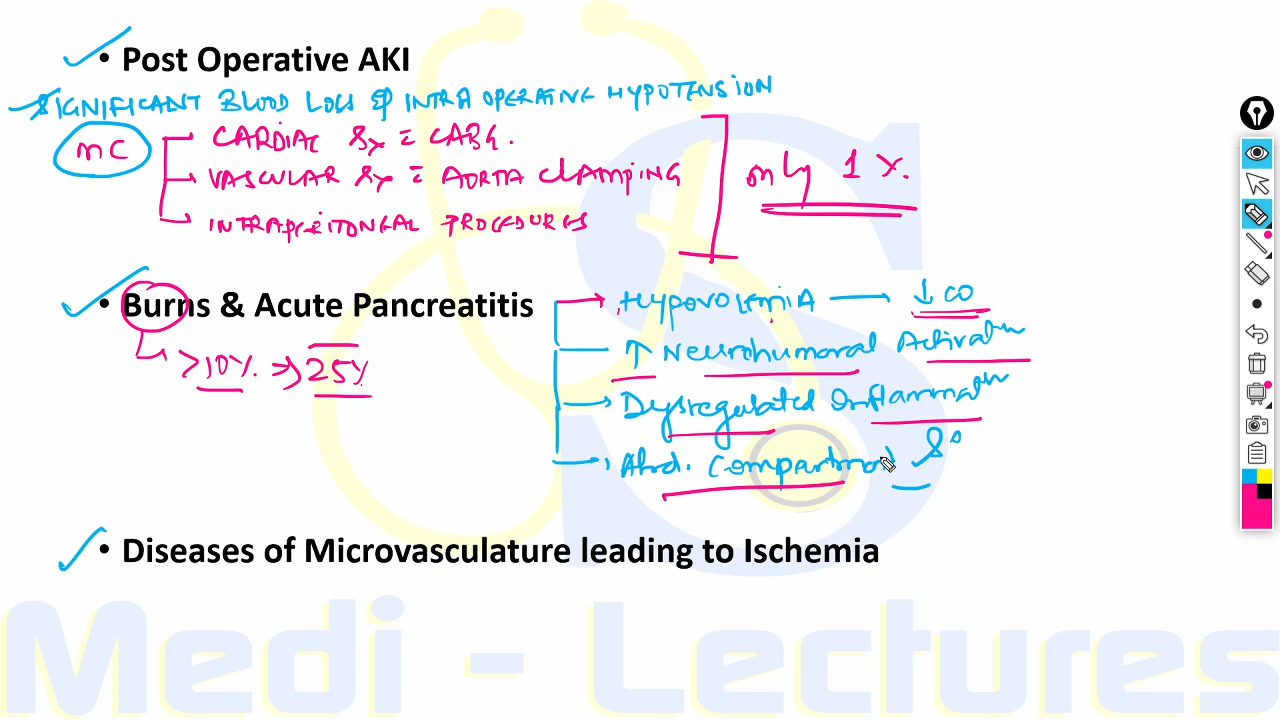 • Post Operative AKI
SIGNIFICANT BLOOD LOSS & INTRA OPERATIVE HYPOTENSION
MC
CARDIAC Sx = CABG.
VASCULAR Sx = AORTA Clamping
INTRAPERITONEAL PROCEDURES
only 1 X.
• Burns & Acute Pancreatitis
>10% => 25%
HYPOVOLEMIA → ↓ CO
↑ Neurohumoral Activatn
Dysregulated Inflammatn
Abd. Compartment S°
• Diseases of Microvasculature leading to Ischemia
Medi - Lectures